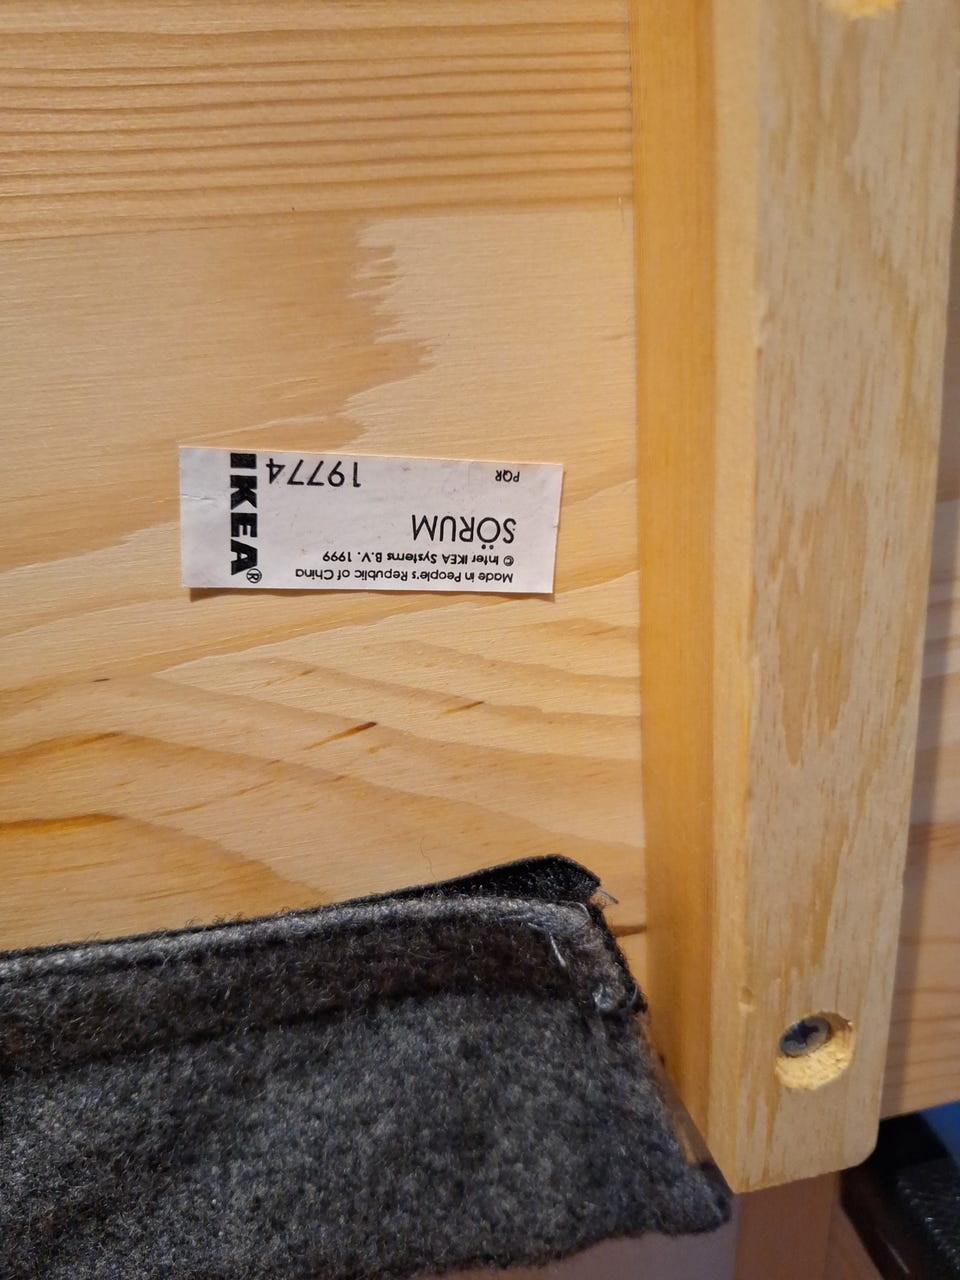 Made in People's Republic of China
© Inter IKEA Systems B.V. 1999
SÖRUM
PQR
19774
IKEA®